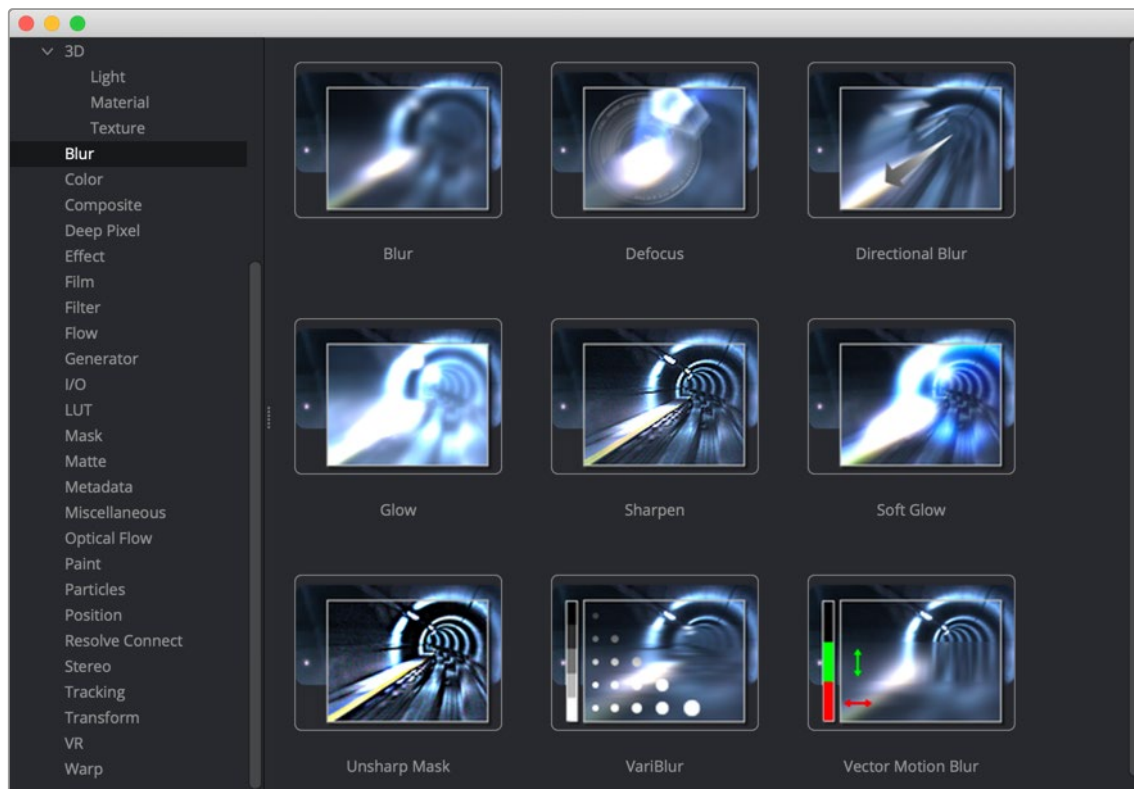 3D
Light
Material
Texture
Blur
Color
Composite
Deep Pixel
Effect
Film
Filter
Flow
Generator
I/O
LUT
Mask
Matte
Metadata
Miscellaneous
Optical Flow
Paint
Particles
Position
Resolve Connect
Stereo
Tracking
Transform
VR
Warp
Blur
Defocus
Directional Blur
Glow
Sharpen
Soft Glow
Unsharp Mask
VariBlur
Vector Motion Blur